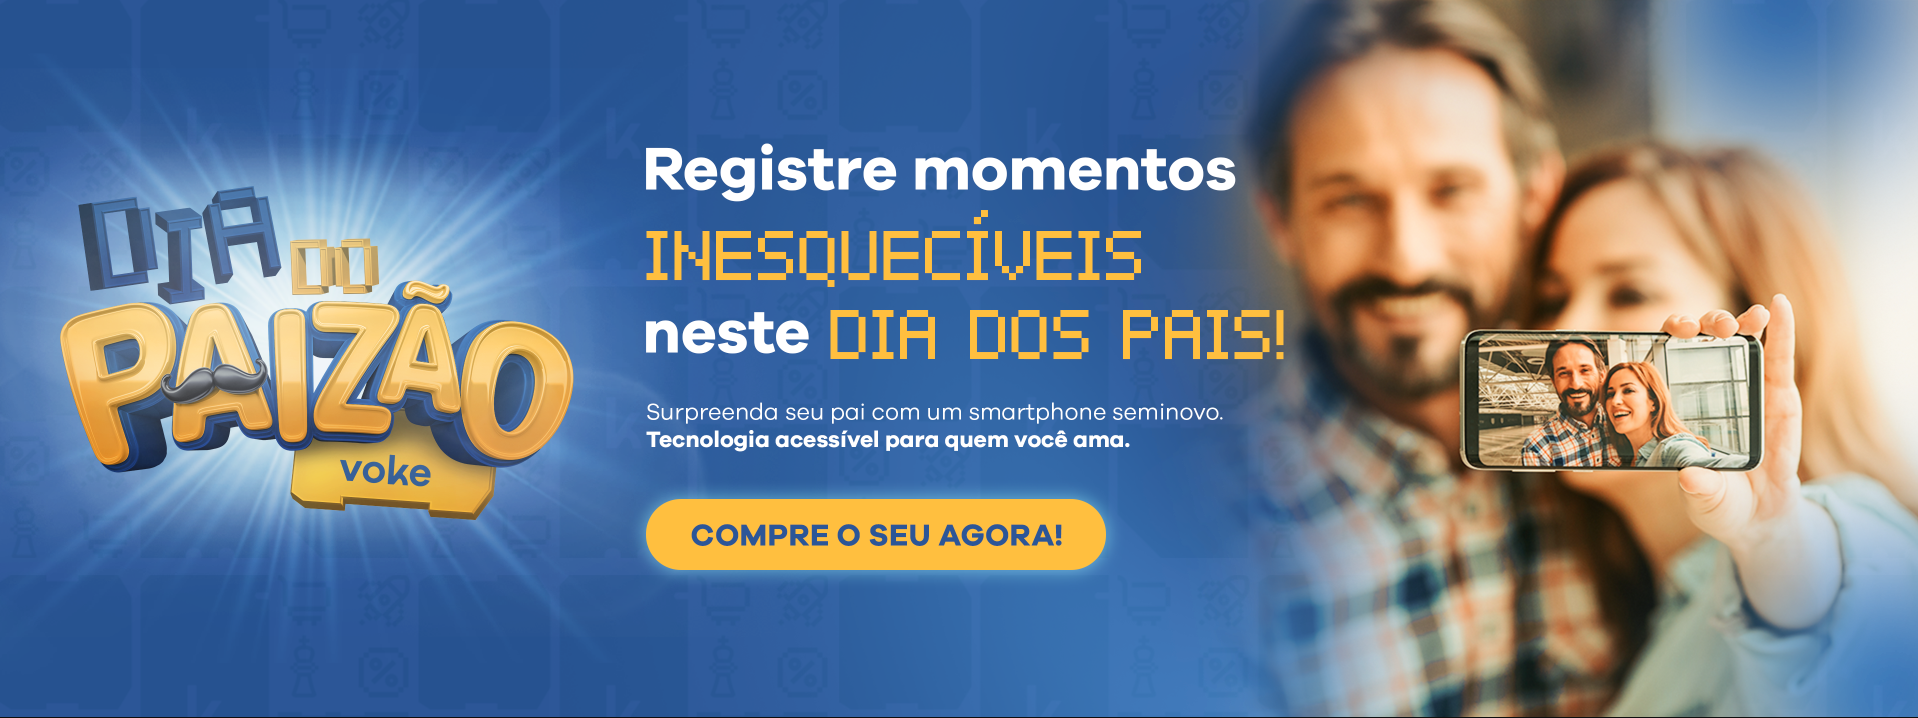 DIA DO
PAIZÃO
voke
Registre momentos
INESQUECÍVEIS
neste DIA DOS PAIS!
Surpreenda seu pai com um smartphone seminovo.
Tecnologia acessível para quem você ama.
COMPRE O SEU AGORA!